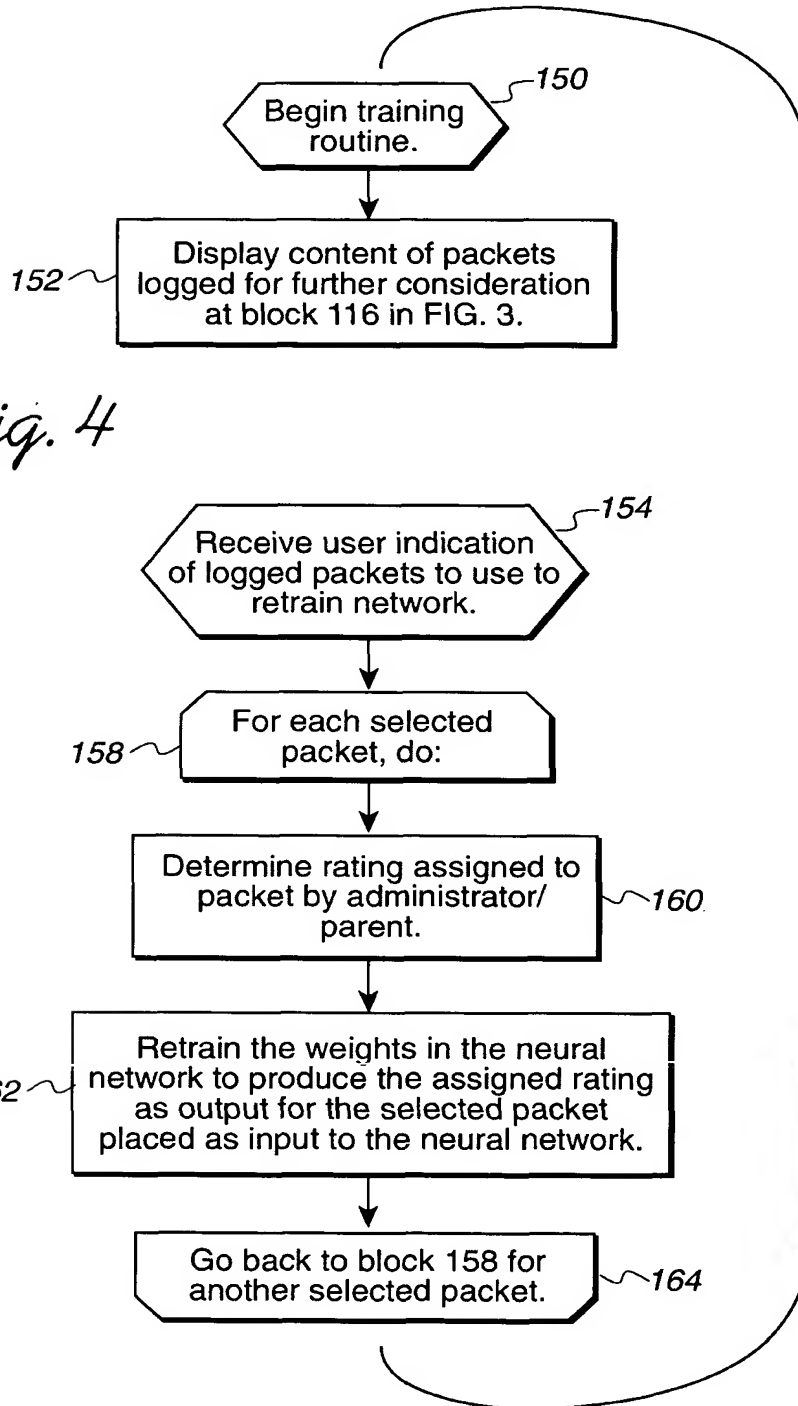 150
Begin training
routine.
152
Display content of packets
logged for further consideration
at block 116 in FIG. 3.
ig. 4
154
Receive user indication
of logged packets to use to
retrain network.
158
For each selected
packet, do:
Determine rating assigned to
packet by administrator/
parent.
160
62
Retrain the weights in the neural
network to produce the assigned rating
as output for the selected packet
placed as input to the neural network.
Go back to block 158 for
another selected packet.
164